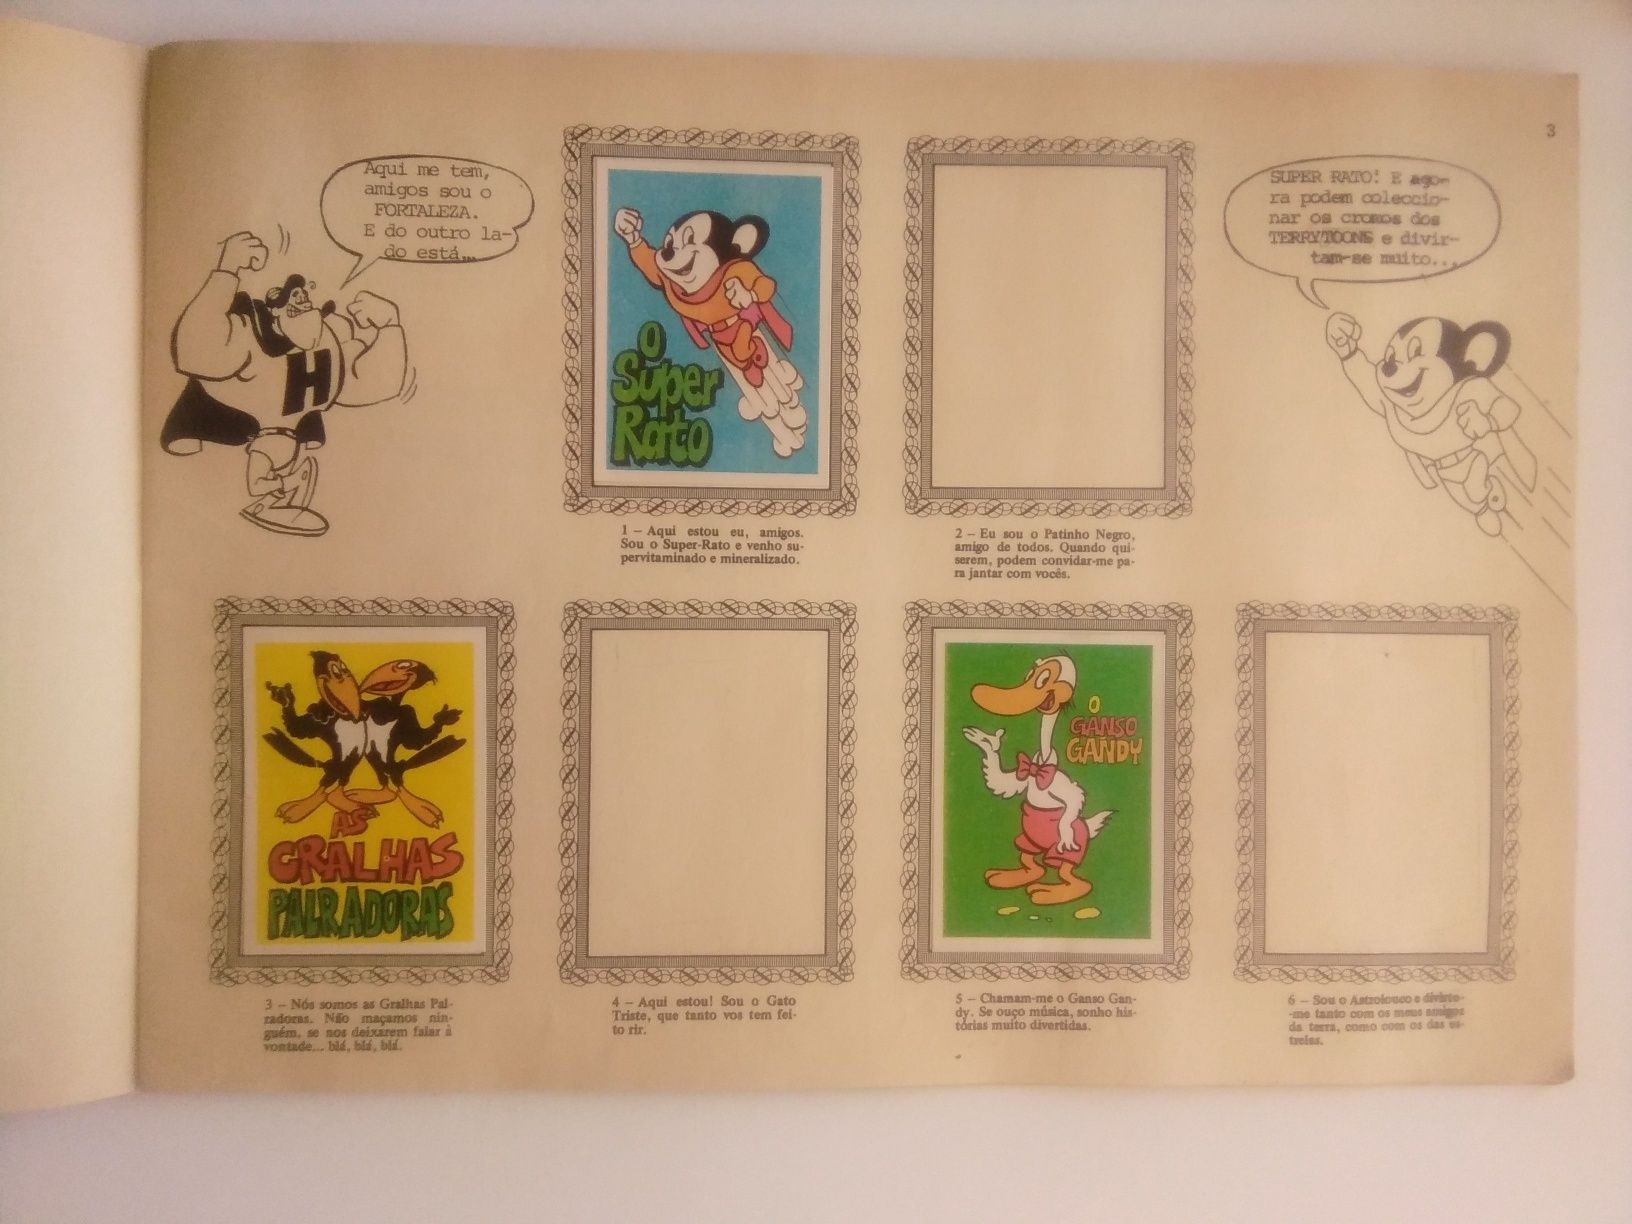 3
Aqui me tem,
amigos sou o
FORTALEZA.
E do outro la-
do está...
O
Super
Rato
SUPER RATO! E ago-
ra podem coleccio-
nar os cromos dos
TERRYTOONS e divir-
tam-se muito...
H
1 – Aqui estou eu, amigos.
Sou o Super-Rato e venho su-
pervitaminado e mineralizado.
2 – Eu sou o Patinho Negro,
amigo de todos. Quando qui-
serem, podem convidar-me pa-
ra jantar com vocês.
AS
GRALHAS
PALRADORAS
O
GANSO
GANDY
3 – Nós somos as Gralhas Pal-
radoras. Não maçamos nin-
guém, se nos deixarem falar à
vontade... blá, blá, blá.
4 – Aqui estou! Sou o Gato
Triste, que tanto vos tem fei-
to rir.
5 – Chamam-me o Ganso Gan-
dy. Se ouço música, sonho his-
tórias muito divertidas.
6 – Sou o Astrolouco e divirto-
-me tanto com os meus amigos
da terra, como com os das es-
trelas.